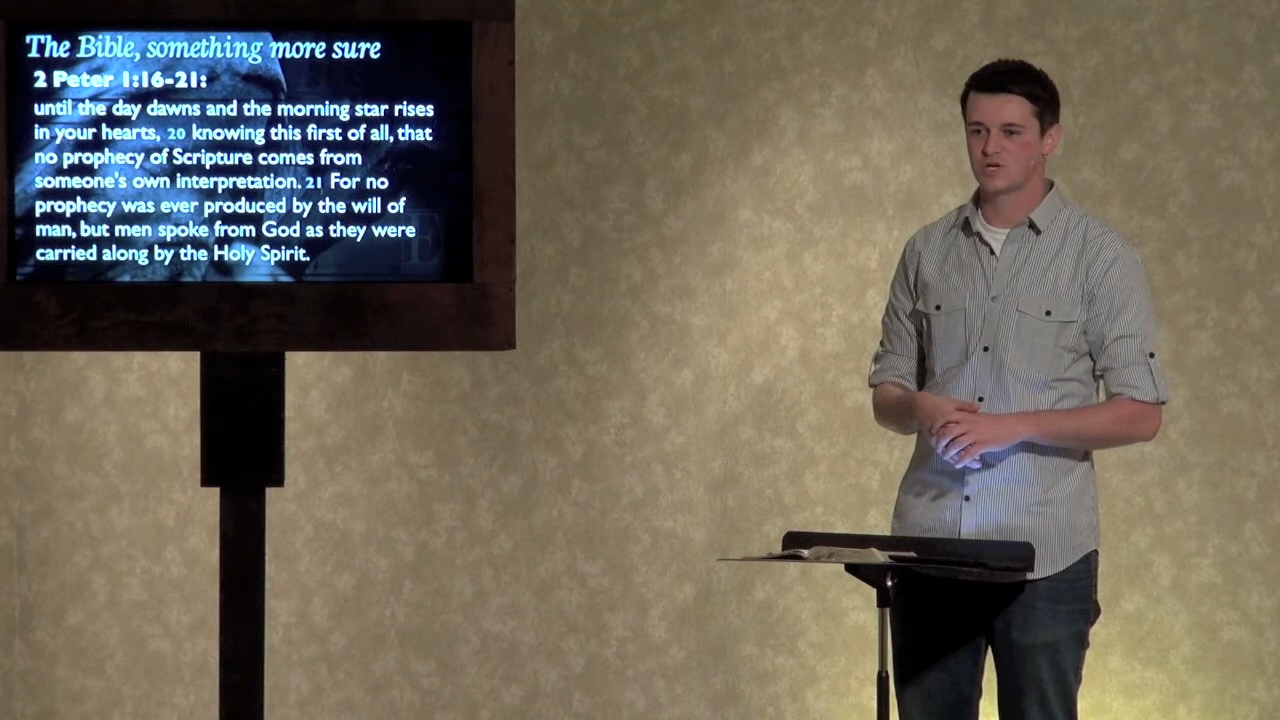 The Bible, something more sure
2 Peter 1:16-21:
until the day dawns and the morning star rises
in your hearts, 20 knowing this first of all, that
no prophecy of Scripture comes from
someone's own interpretation. 21 For no
prophecy was ever produced by the will of
man, but men spoke from God as they were
carried along by the Holy Spirit.